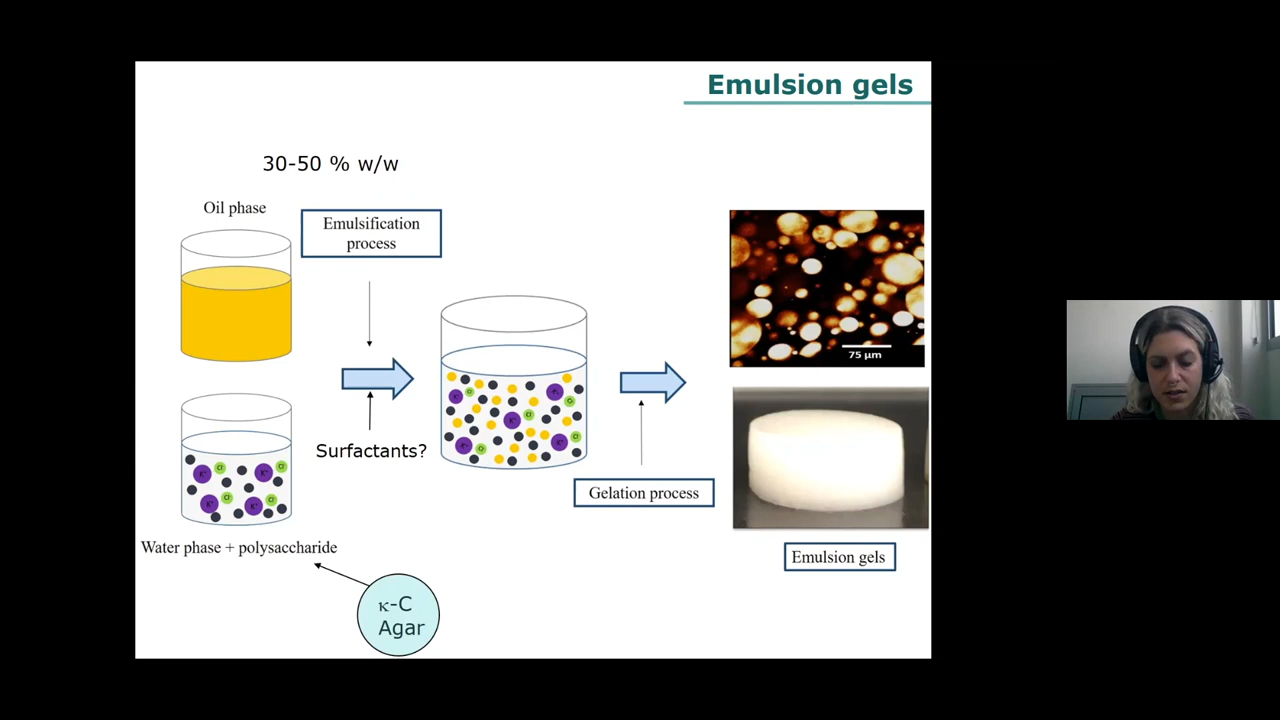 Emulsion gels
30-50 % w/w
Oil phase
Emulsification
process
Surfactants?
Water phase + polysaccharide
κ-C
Agar
Gelation process
75 µm
Emulsion gels